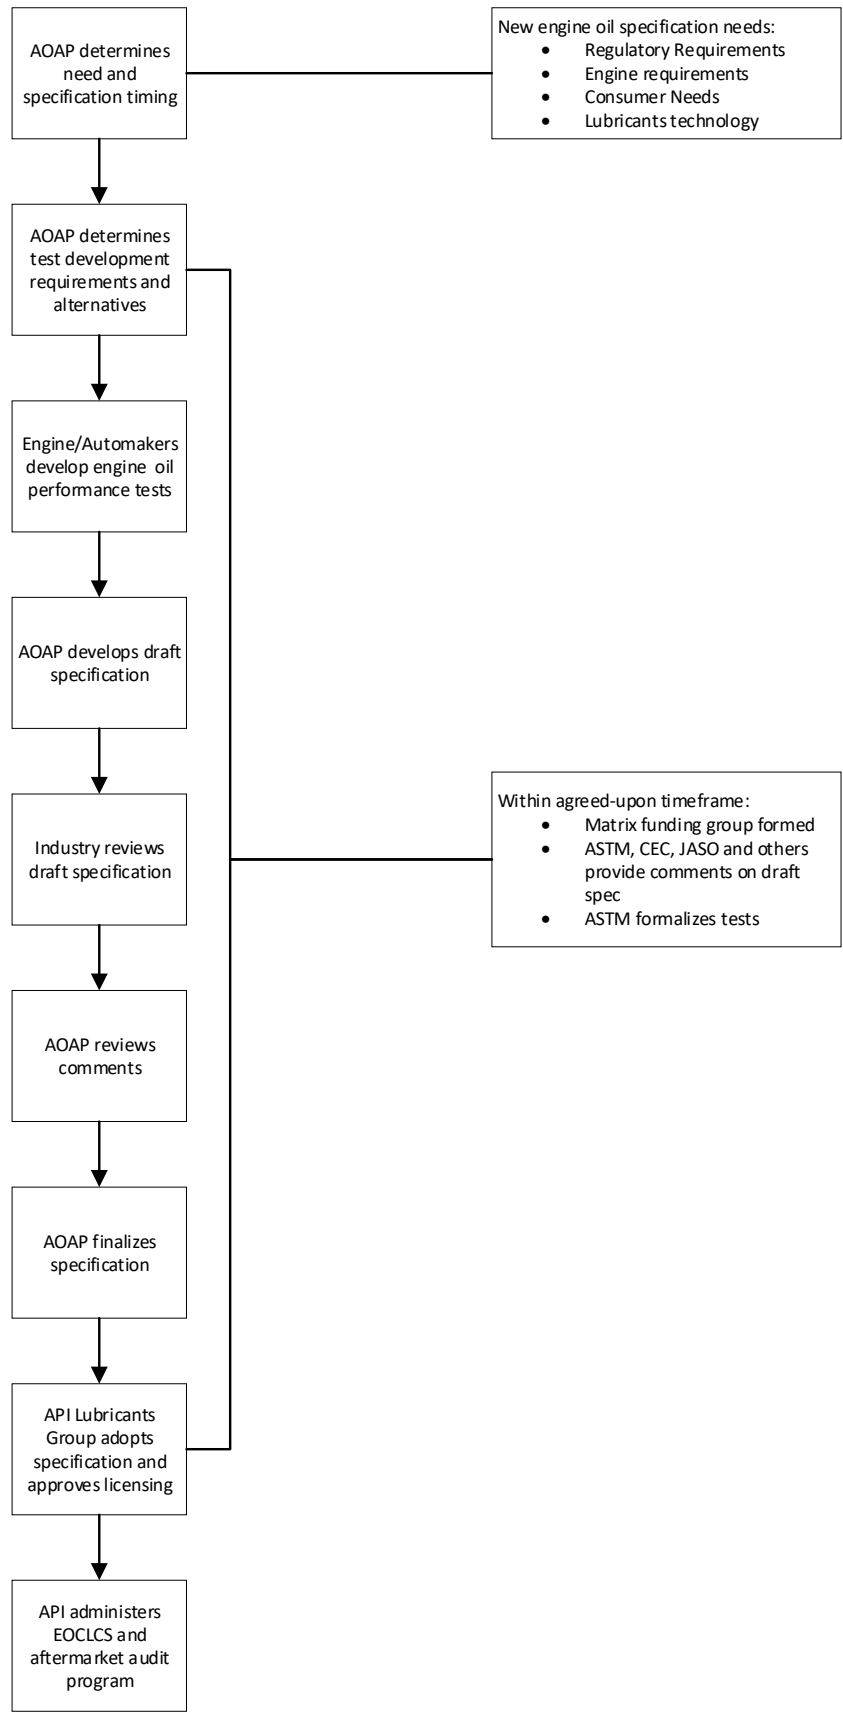 AOAP determines
need and
specification timing
New engine oil specification needs:
• Regulatory Requirements
• Engine requirements
• Consumer Needs
• Lubricants technology
AOAP determines
test development
requirements and
alternatives
Engine/Automakers
develop engine oil
performance tests
AOAP develops draft
specification
Industry reviews
draft specification
Within agreed-upon timeframe:
• Matrix funding group formed
• ASTM, CEC, JASO and others
provide comments on draft
spec
• ASTM formalizes tests
AOAP reviews
comments
AOAP finalizes
specification
API Lubricants
Group adopts
specification and
approves licensing
API administers
EOCLCS and
aftermarket audit
program